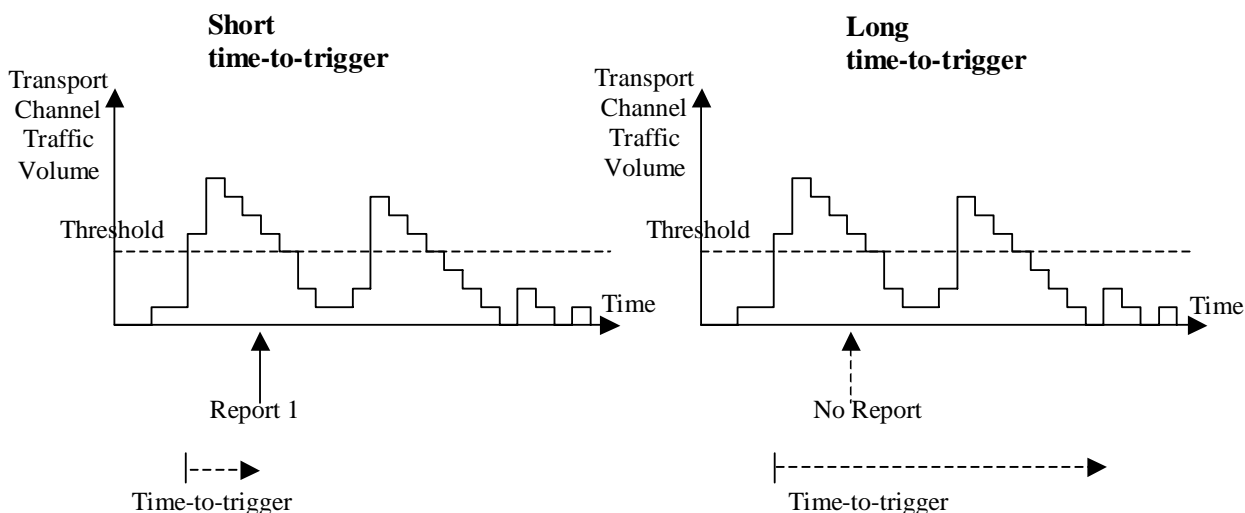 Short
time-to-trigger
Transport
Channel
Traffic
Volume
Threshold
Time
Report 1
Time-to-trigger
Long
time-to-trigger
Transport
Channel
Traffic
Volume
Threshold
Time
No Report
Time-to-trigger